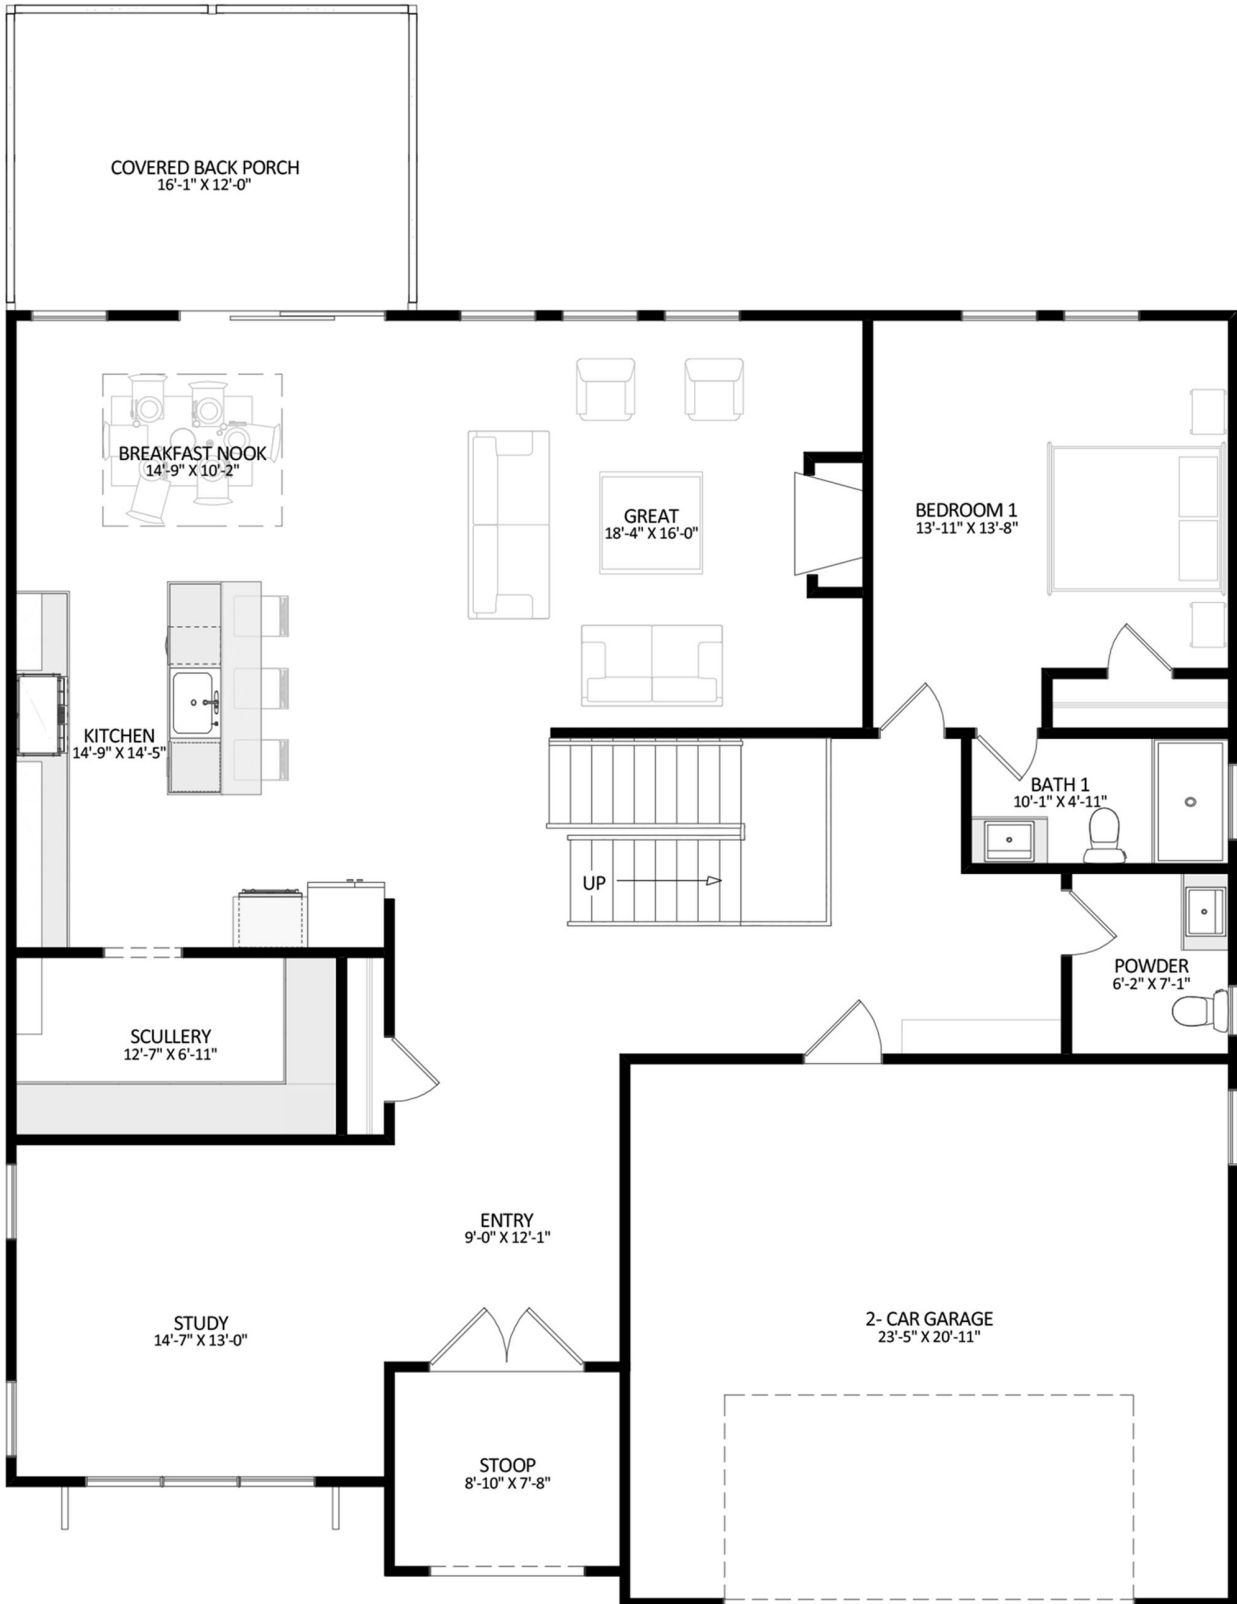 COVERED BACK PORCH
16'-1" X 12'-0"
BREAKFAST NOOK
14'-9" X 10'-2"
GREAT
18'-4" X 16'-0"
BEDROOM 1
13'-11" X 13'-8"
KITCHEN
14'-9" X 14'-5"
BATH 1
10'-1" X 4'-11"
UP
POWDER
6'-2" X 7'-1"
SCULLERY
12'-7" X 6'-11"
ENTRY
9'-0" X 12'-1"
STUDY
14'-7" X 13'-0"
2- CAR GARAGE
23'-5" X 20'-11"
STOOP
8'-10" X 7'-8"